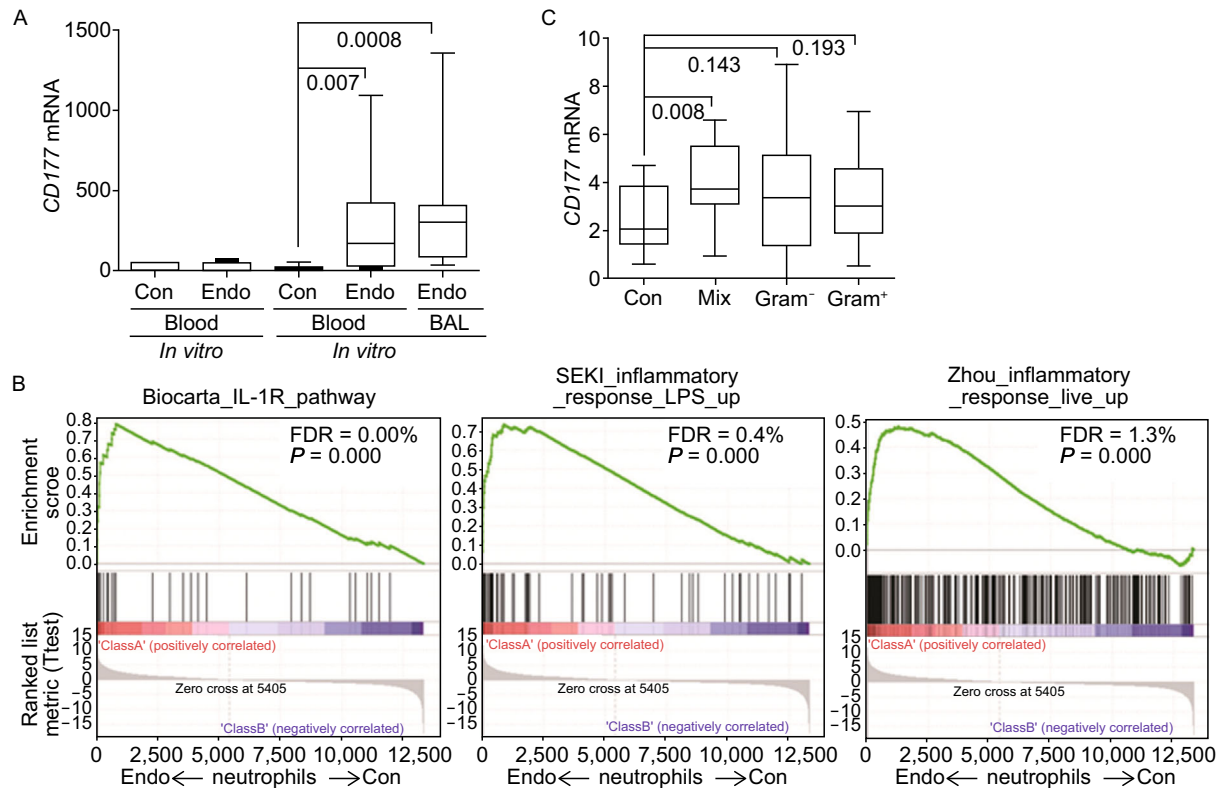 A
CD177 mRNA
1500
1000
500
0
0.0008
0.007
Con Endo Con Endo Endo
Blood Blood BAL
In vitro In vitro
C
CD177 mRNA
10
8
6
4
2
0
0.193
0.143
0.008
Con Mix Gram⁻ Gram⁺
B
Biocarta_IL-1R_pathway
Enrichment
scroe
0.8
0.7
0.6
0.5
0.4
0.3
0.2
0.1
0.0
FDR = 0.00%
P = 0.000
Ranked list
metric (Ttest)
15
10
5
0
−5
−10
−15
'ClassA' (positively correlated)
Zero cross at 5405
'ClassB' (negatively correlated)
0 2,500 5,000 7,500 10,000 12,500
Endo← neutrophils →Con
SEKI_inflammatory
_response_LPS_up
0.7
0.6
0.5
0.4
0.3
0.2
0.1
0.0
FDR = 0.4%
P = 0.000
15
10
5
0
−5
−10
−15
'ClassA' (positively correlated)
Zero cross at 5405
'ClassB' (negatively correlated)
0 2,500 5,000 7,500 10,000 12,500
Endo← neutrophils →Con
Zhou_inflammatory
_response_live_up
0.5
0.4
0.3
0.2
0.1
0.0
FDR = 1.3%
P = 0.000
15
10
5
0
−5
−10
−15
'ClassA' (positively correlated)
Zero cross at 5405
'ClassB' (negatively correlated)
0 2,500 5,000 7,500 10,000 12,500
Endo← neutrophils →Con